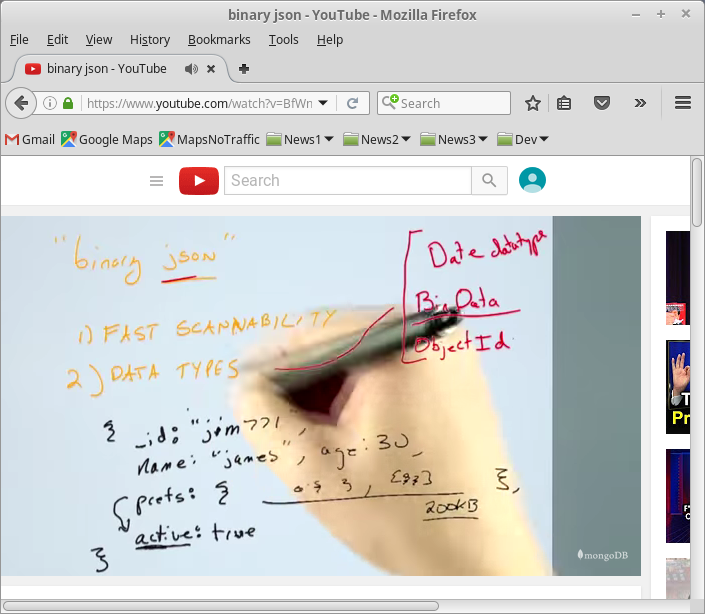 binary json - YouTube - Mozilla Firefox
File Edit View History Bookmarks Tools Help
binary json - YouTube
https://www.youtube.com/watch?v=BfWn
Search
Gmail Google Maps MapsNoTraffic News1 News2 News3 Dev
Search
"binary json"
Date datatype
Bin Data
ObjectId
1) FAST SCANNABILITY
2) DATA TYPES
{ _id: "jim771",
name: "james", age: 30,
prefs: { }, 
200KB
active: true
}
mongoDB
T
Pr